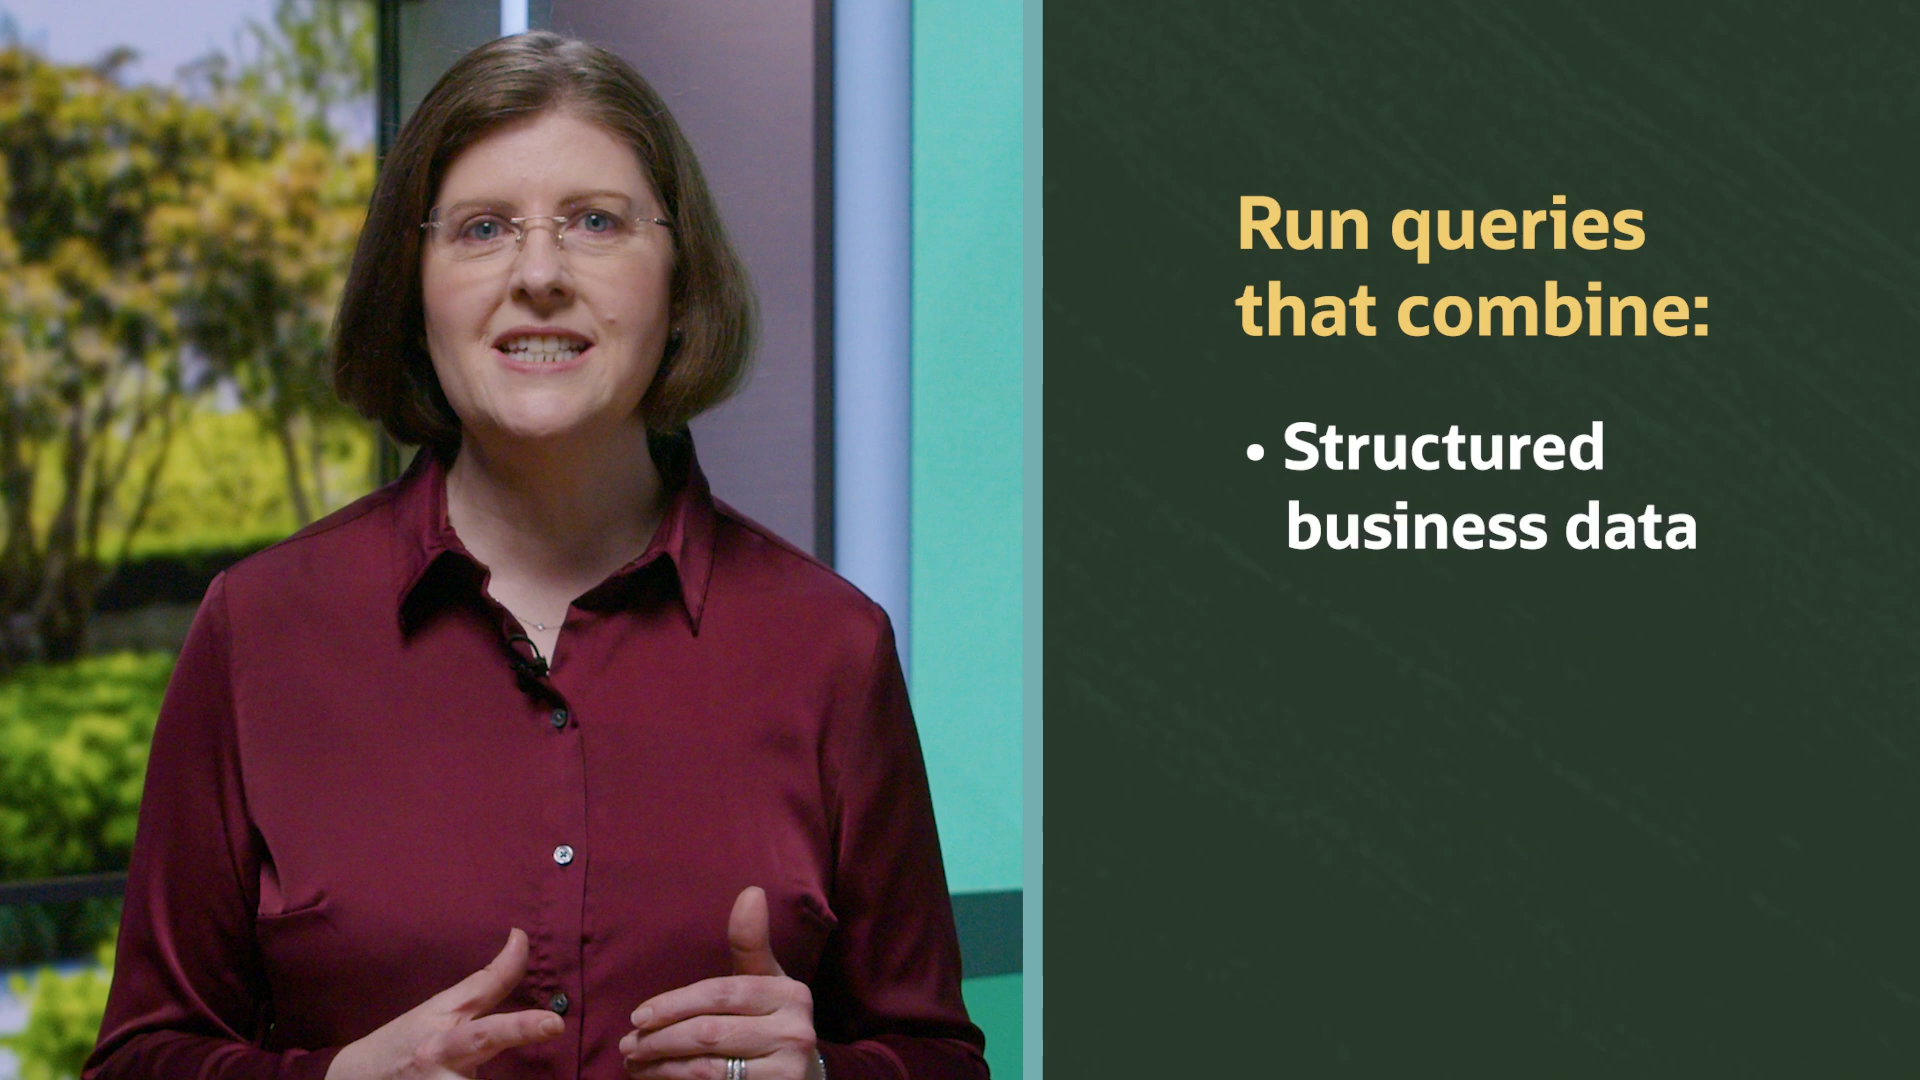 Run queries
that combine:
• Structured
business data